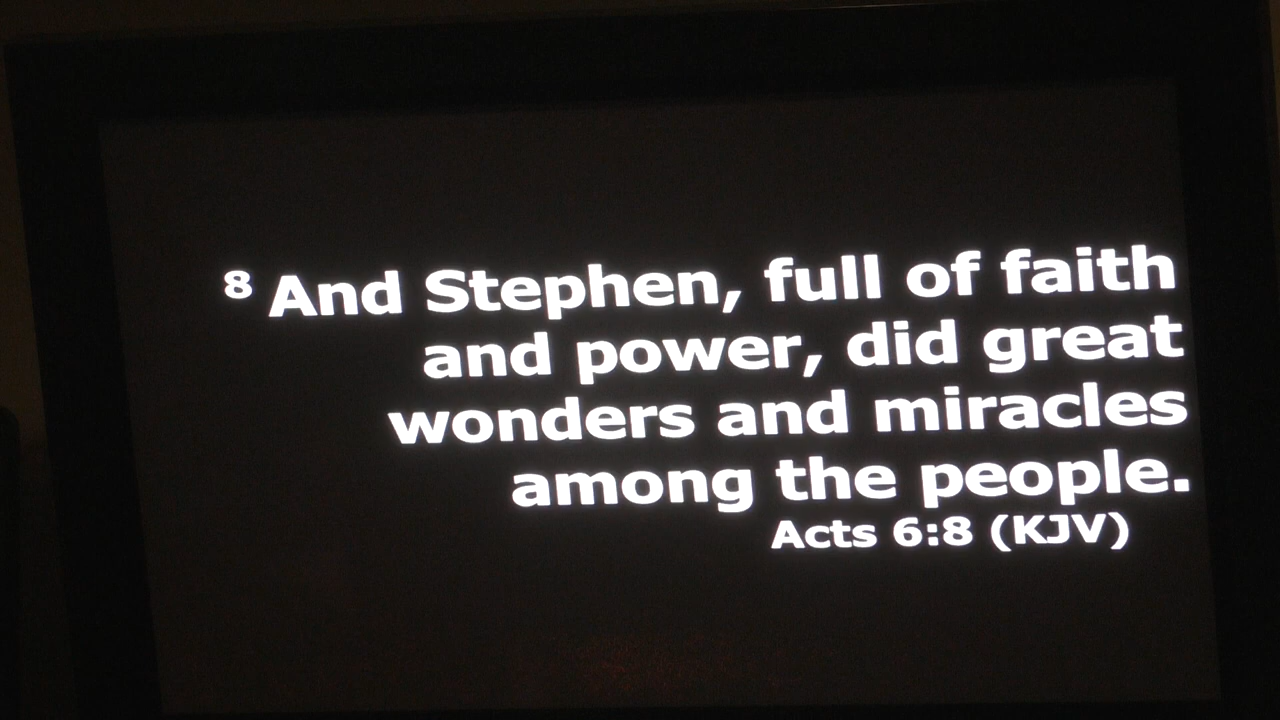 8 And Stephen, full of faith
and power, did great
wonders and miracles
among the people.
Acts 6:8 (KJV)